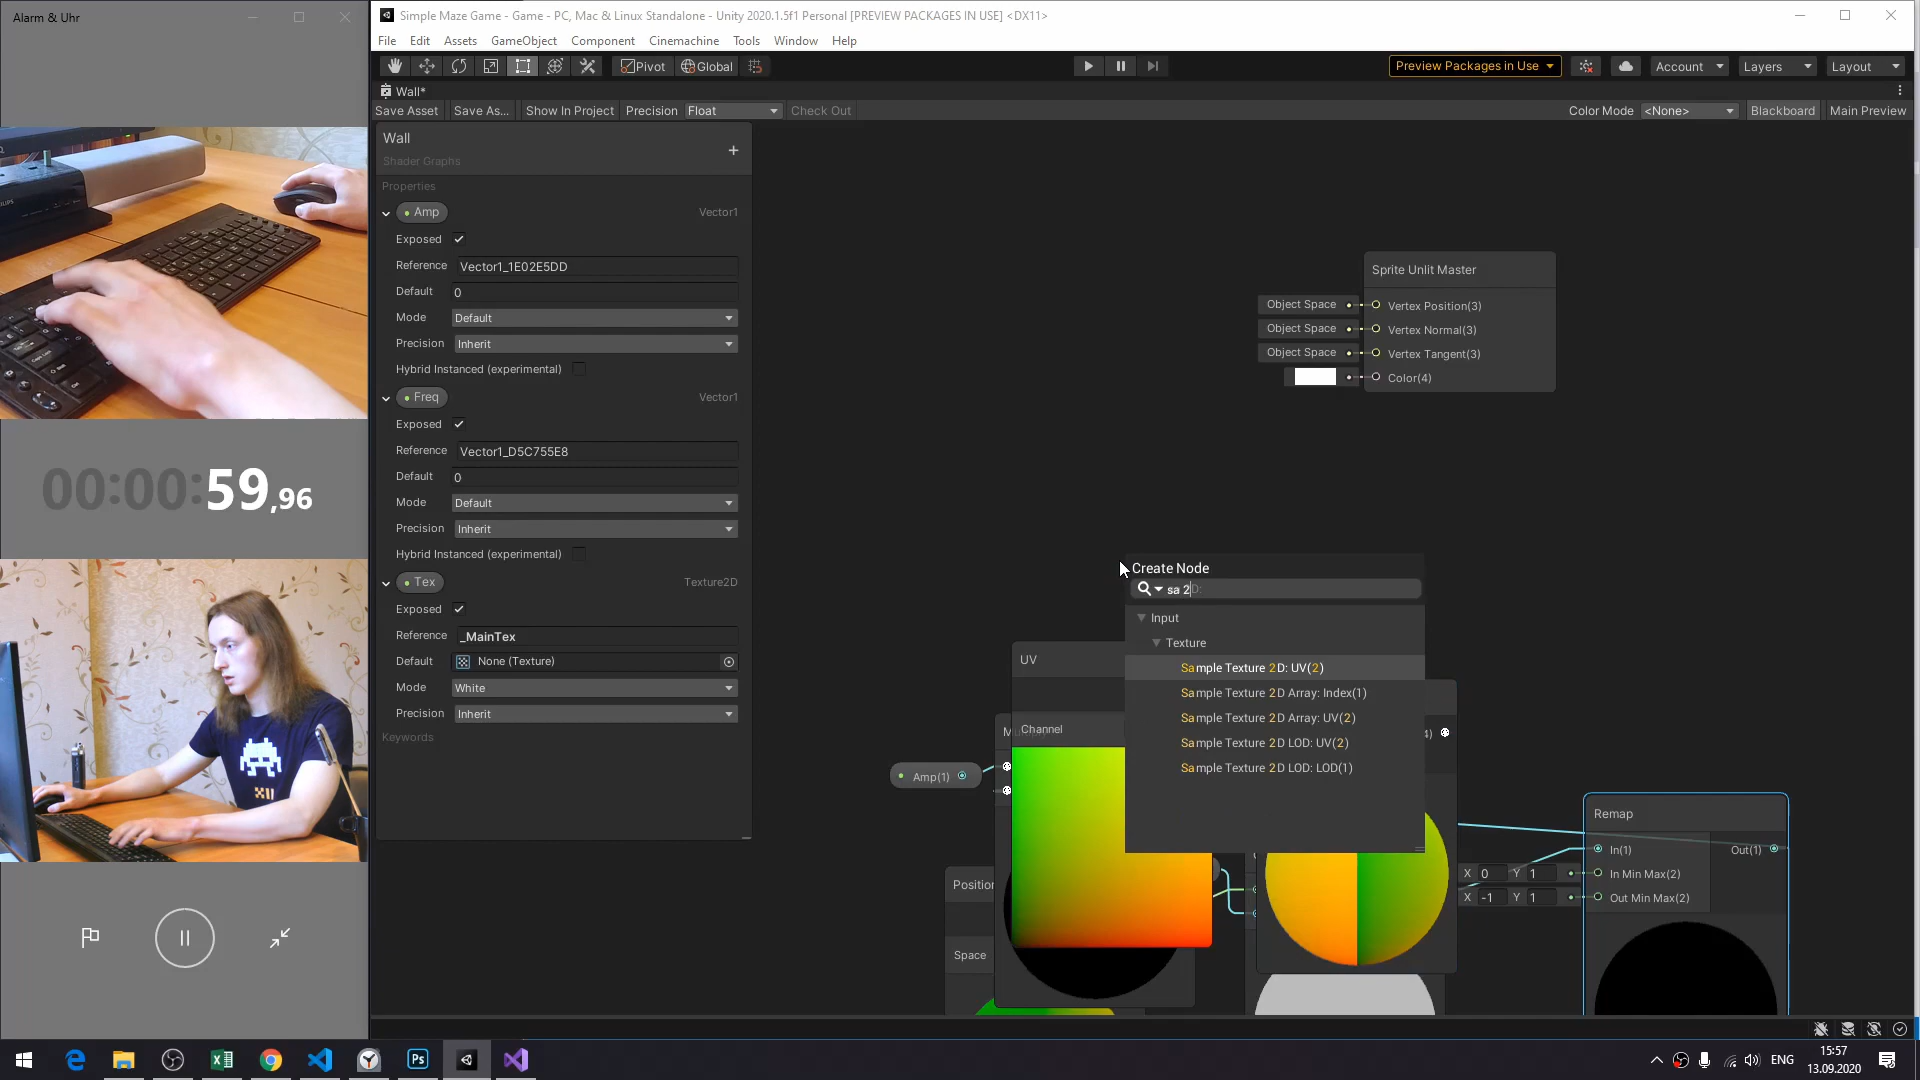 Alarm & Uhr
00:00:59,96
Simple Maze Game - Game - PC, Mac & Linux Standalone - Unity 2020.1.5f1 Personal [PREVIEW PACKAGES IN USE] <DX11>
File Edit Assets GameObject Component Cinemachine Tools Window Help
Pivot Global Preview Packages in Use Account Layers Layout
Wall*
Save Asset Save As... Show In Project Precision Float Check Out Color Mode <None> Blackboard Main Preview
Wall
Shader Graphs
Properties
Amp Vector1
Exposed
Reference Vector1_1E02E5DD
Default 0
Mode Default
Precision Inherit
Hybrid Instanced (experimental)
Freq Vector1
Exposed
Reference Vector1_D5C755E8
Default 0
Mode Default
Precision Inherit
Hybrid Instanced (experimental)
Tex Texture2D
Exposed
Reference _MainTex
Default None (Texture)
Mode White
Precision Inherit
Keywords
Sprite Unlit Master
Object Space Vertex Position(3)
Object Space Vertex Normal(3)
Object Space Vertex Tangent(3)
Color(4)
Create Node
sa 2D:
Input
Texture
Sample Texture 2D: UV(2)
Sample Texture 2D Array: Index(1)
Sample Texture 2D Array: UV(2)
Sample Texture 2D LOD: UV(2)
Sample Texture 2D LOD: LOD(1)
UV
Channel
Amp(1)
Position
Space
Remap
In(1) Out(1)
X 0 Y 1 In Min Max(2)
X -1 Y 1 Out Min Max(2)
ENG
15:57
13.09.2020